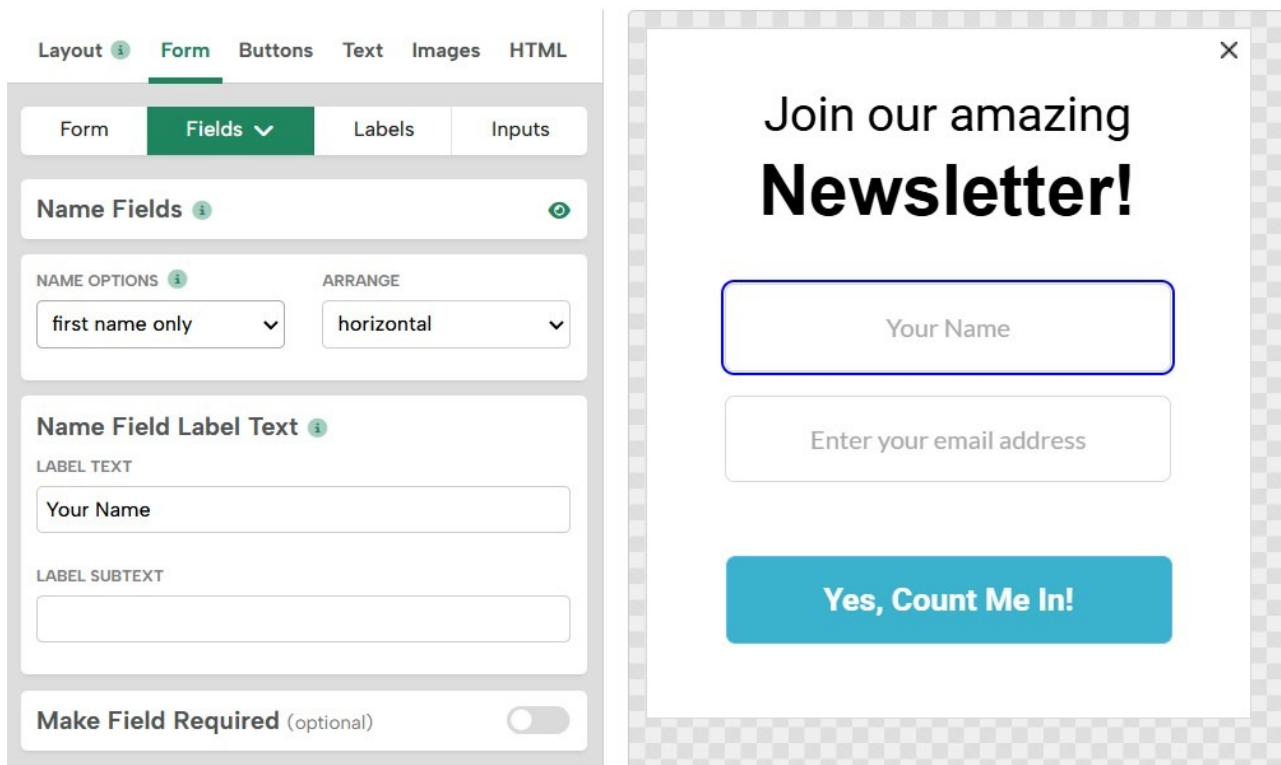 Layout i Form Buttons Text Images HTML
Form Fields Labels Inputs
Name Fields i
NAME OPTIONS i ARRANGE
first name only horizontal
Name Field Label Text i
LABEL TEXT
Your Name
LABEL SUBTEXT
Make Field Required (optional)
Join our amazing
Newsletter!
Your Name
Enter your email address
Yes, Count Me In!